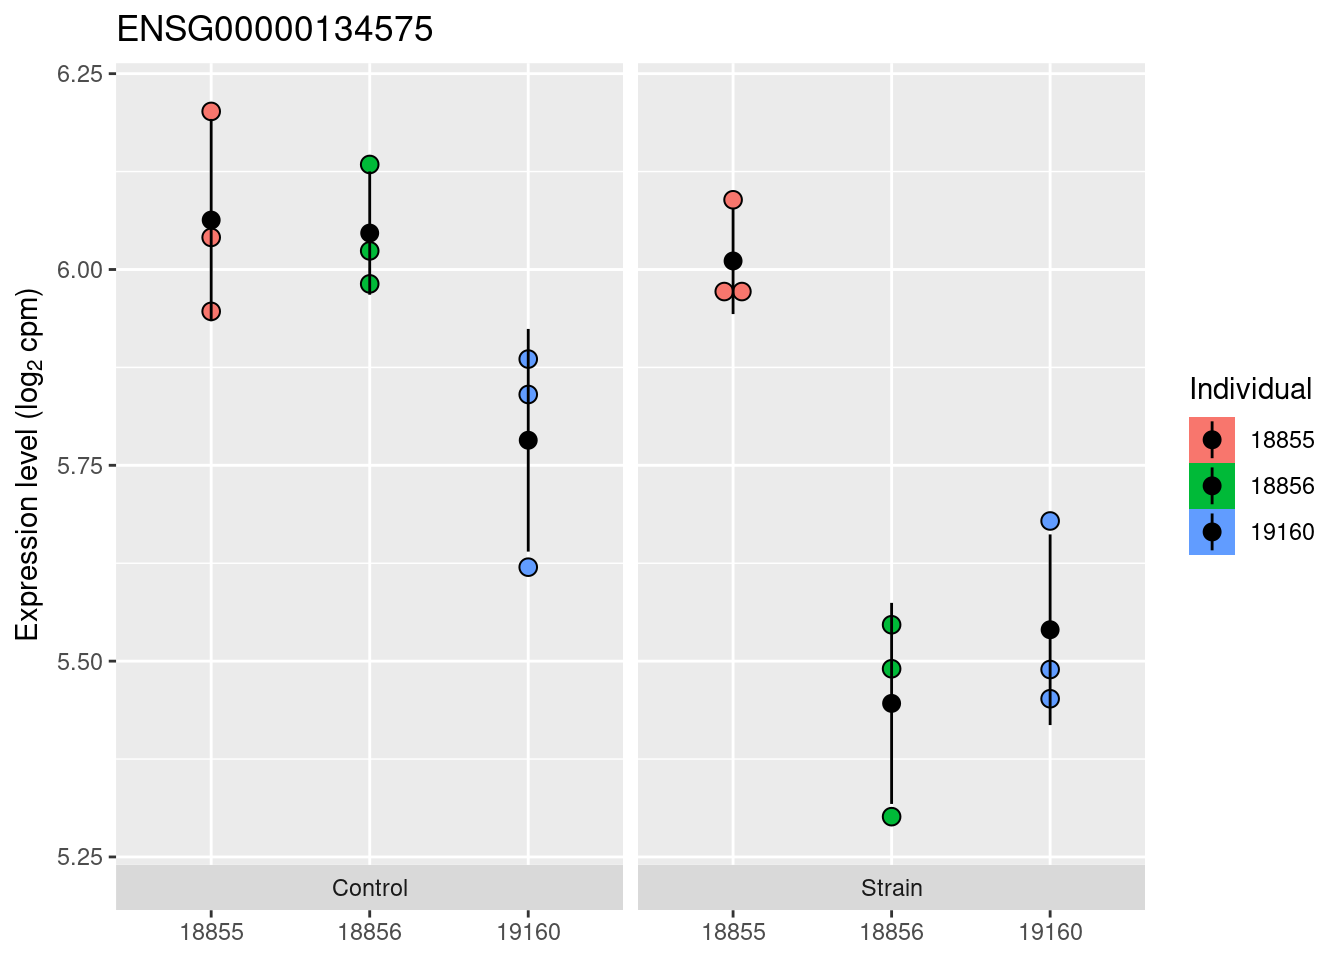 ENSG00000134575
Expression level (log₂ cpm)
6.25
6.00
5.75
5.50
5.25
Control
Strain
18855
18856
19160
18855
18856
19160
Individual
18855
18856
19160